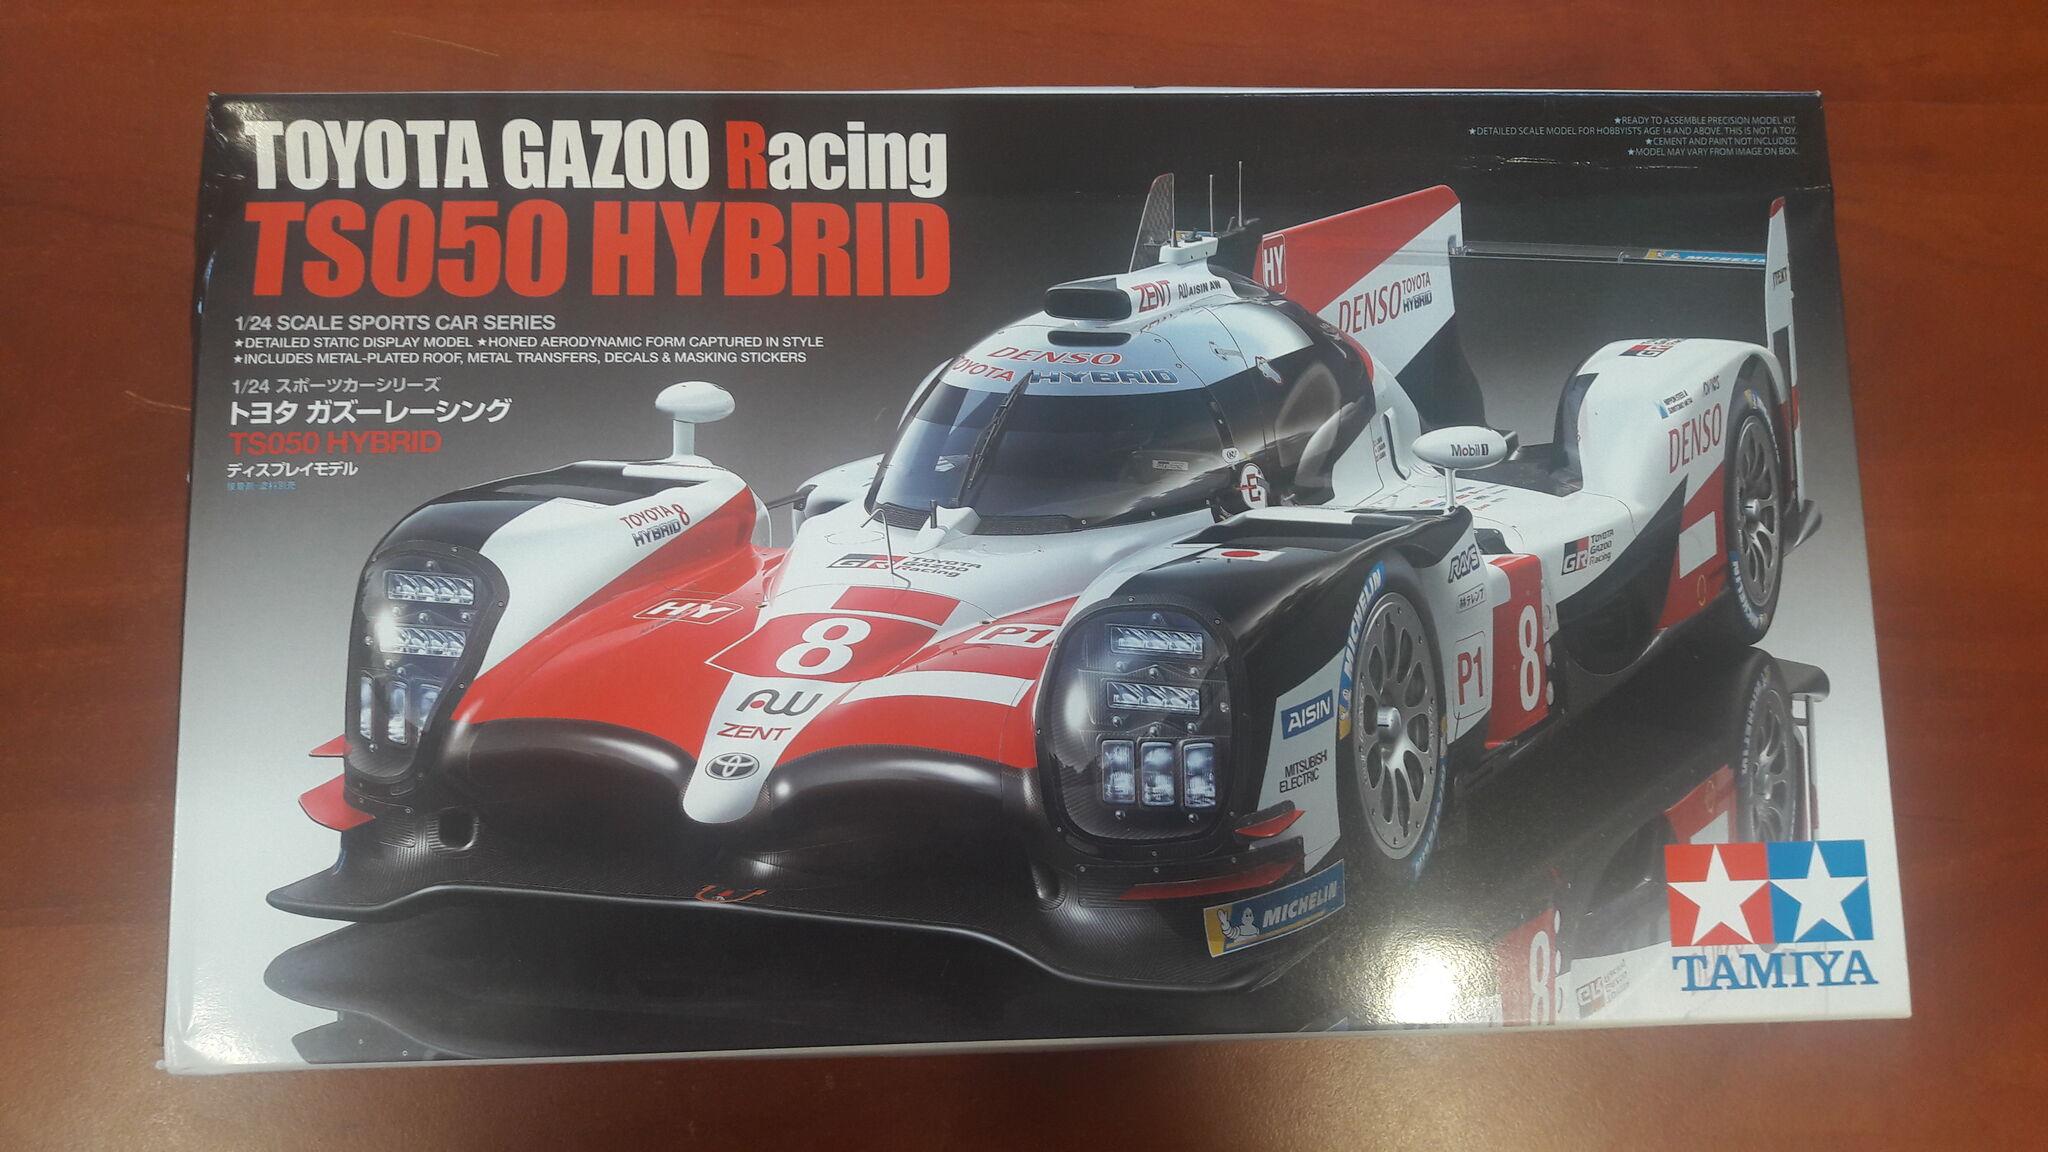 TOYOTA GAZOO Racing
TS050 HYBRID
1/24 SCALE SPORTS CAR SERIES
★DETAILED STATIC DISPLAY MODEL ★HONED AERODYNAMIC FORM CAPTURED IN STYLE
★INCLUDES METAL-PLATED ROOF, METAL TRANSFERS, DECALS & MASKING STICKERS
1/24 スポーツカーシリーズ
トヨタ ガズーレーシング
TS050 HYBRID
ディスプレイモデル
★READY TO ASSEMBLE PRECISION MODEL KIT.
★DETAILED SCALE MODEL FOR HOBBYISTS AGE 14 AND ABOVE. THIS IS NOT A TOY.
★CEMENT AND PAINT NOT INCLUDED.
★MODEL MAY VARY FROM IMAGE ON BOX.
MICHELIN
HY
DENSO
TOYOTA
HYBRID
ZENT
AISIN AW
DENSO
TOYOTA
HYBRID
Mobil 1
DENSO
TOYOTA 8
HYBRID
GR
TOYOTA
GAZOO
Racing
HY
8
P1
AW
ZENT
RAYS
GR
TOYOTA
GAZOO
Racing
P1
8
MICHELIN
AISIN
MITSUBISHI
ELECTRIC
MICHELIN
8
TAMIYA